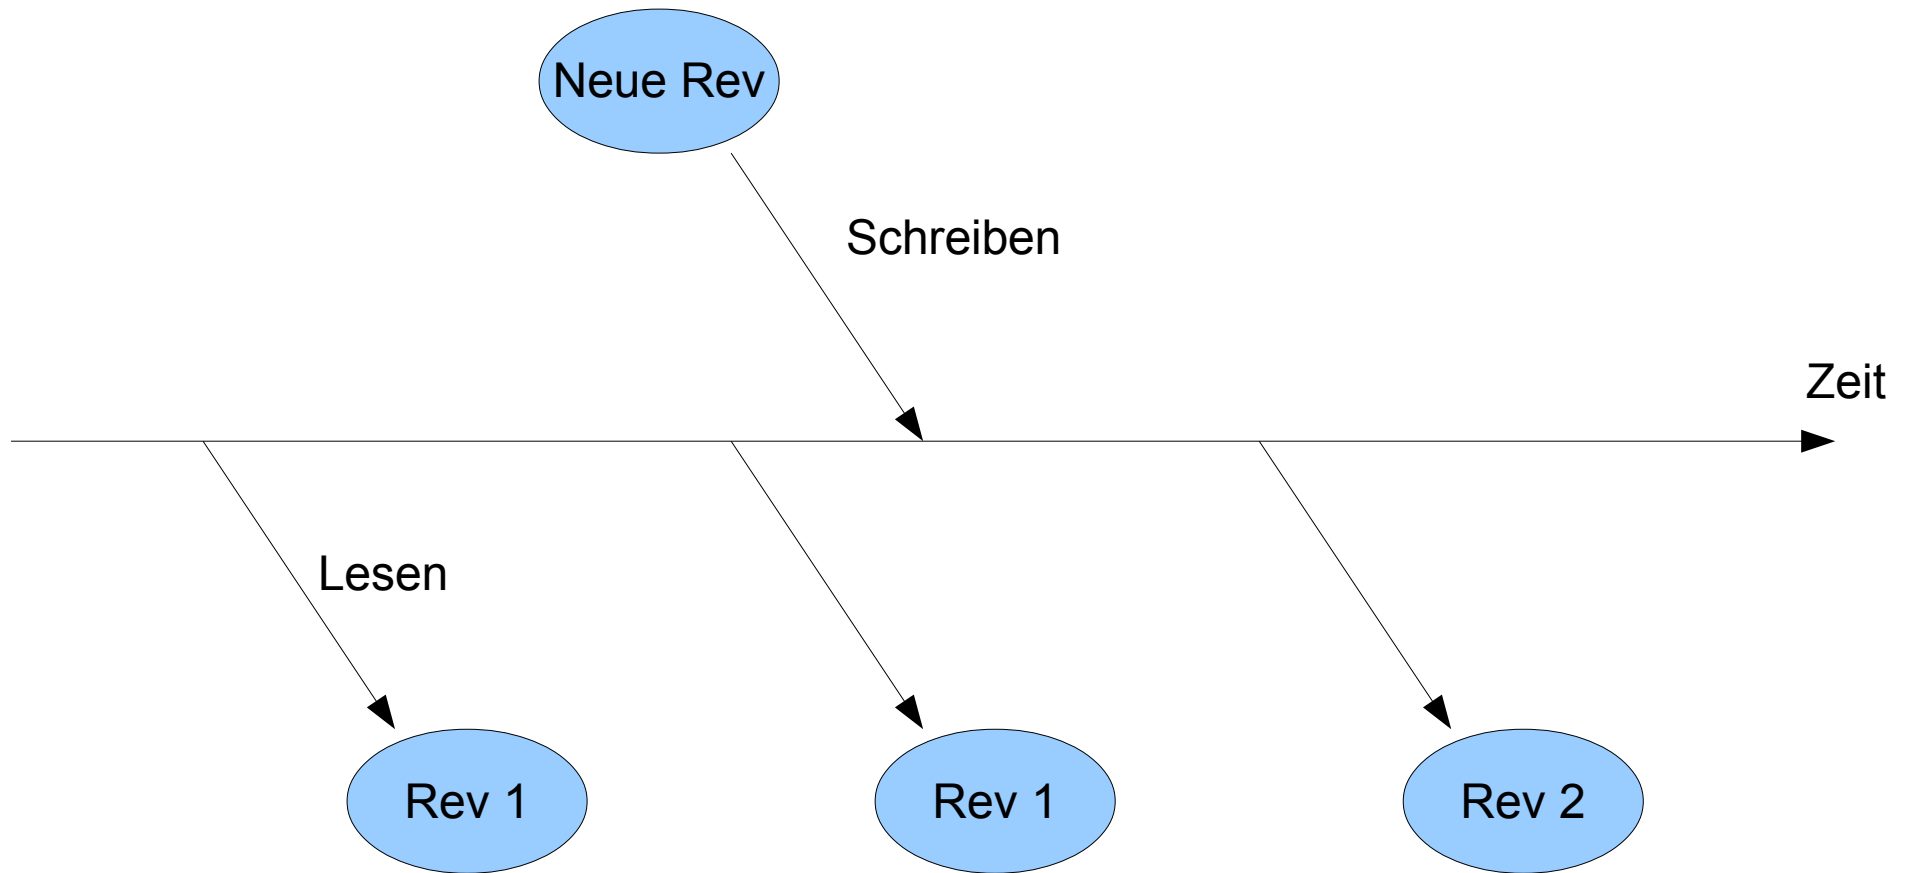 Neue Rev
Schreiben
Zeit
Lesen
Rev 1
Rev 1
Rev 2